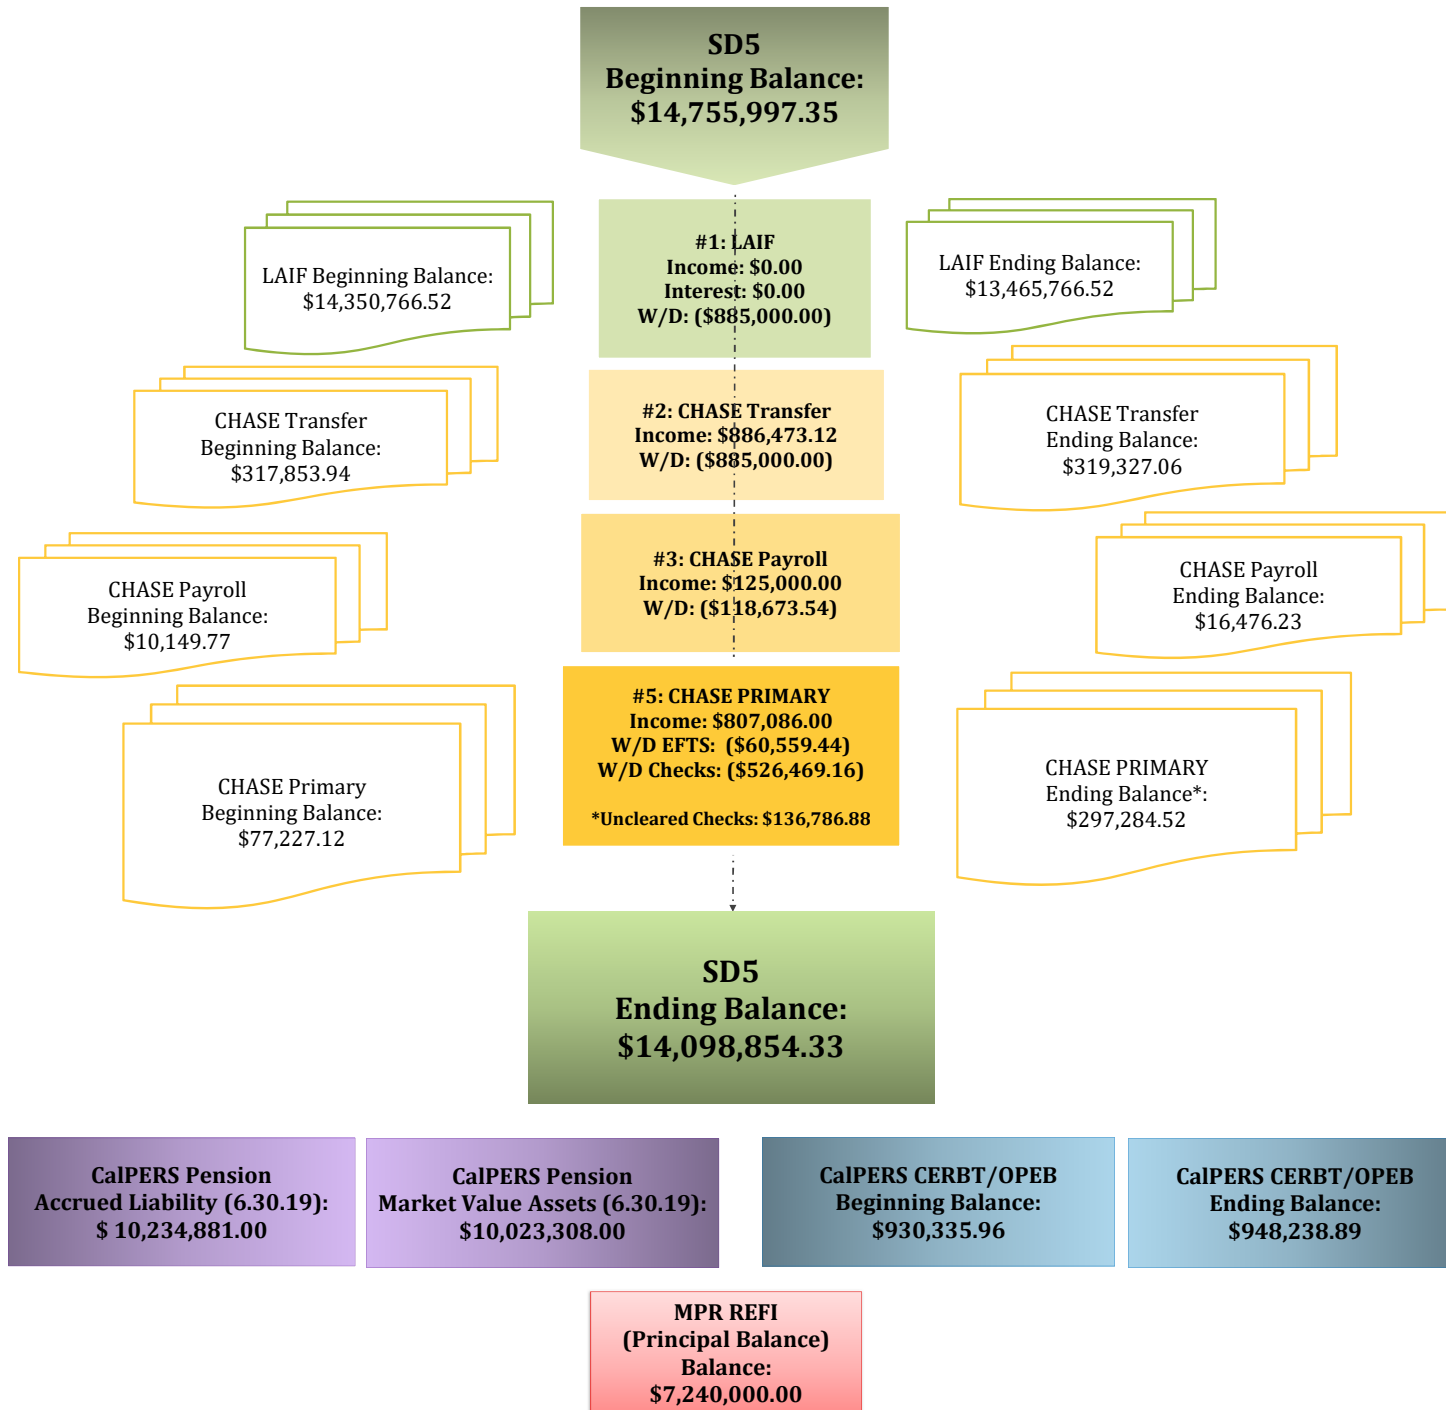 SD5
Beginning Balance:
$14,755,997.35
LAIF Beginning Balance:
$14,350,766.52
#1: LAIF
Income: $0.00
Interest: $0.00
W/D: ($885,000.00)
LAIF Ending Balance:
$13,465,766.52
CHASE Transfer
Beginning Balance:
$317,853.94
#2: CHASE Transfer
Income: $886,473.12
W/D: ($885,000.00)
CHASE Transfer
Ending Balance:
$319,327.06
CHASE Payroll
Beginning Balance:
$10,149.77
#3: CHASE Payroll
Income: $125,000.00
W/D: ($118,673.54)
CHASE Payroll
Ending Balance:
$16,476.23
CHASE Primary
Beginning Balance:
$77,227.12
#5: CHASE PRIMARY
Income: $807,086.00
W/D EFTS: ($60,559.44)
W/D Checks: ($526,469.16)
*Uncleared Checks: $136,786.88
CHASE PRIMARY
Ending Balance*:
$297,284.52
SD5
Ending Balance:
$14,098,854.33
CalPERS Pension
Accrued Liability (6.30.19):
$ 10,234,881.00
CalPERS Pension
Market Value Assets (6.30.19):
$10,023,308.00
CalPERS CERBT/OPEB
Beginning Balance:
$930,335.96
CalPERS CERBT/OPEB
Ending Balance:
$948,238.89
MPR REFI
(Principal Balance)
Balance:
$7,240,000.00